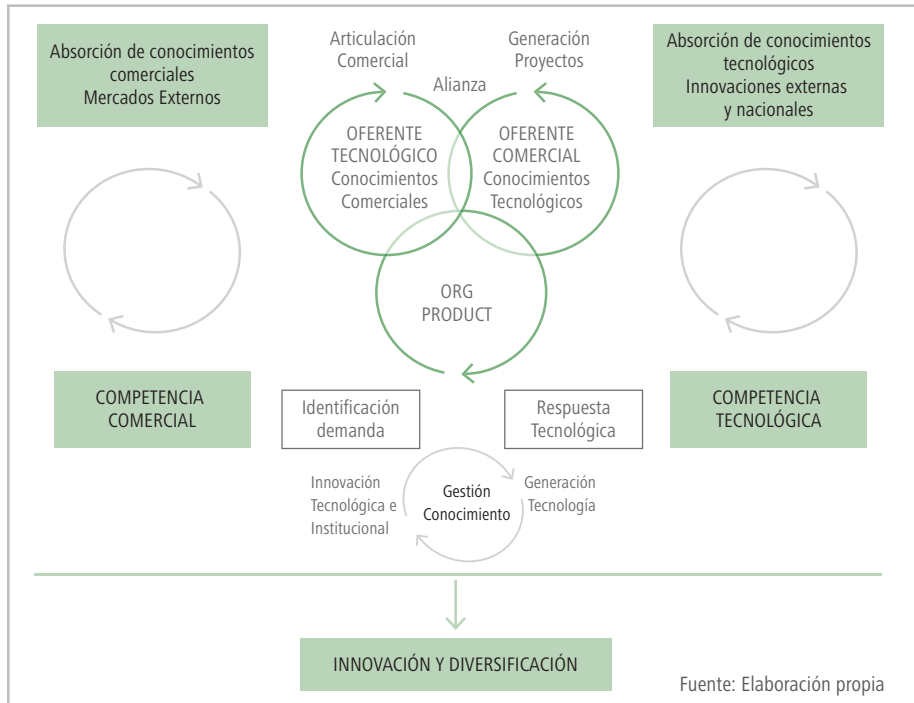 Absorción de conocimientos
comerciales
Mercados Externos
Articulación
Comercial
Alianza
Generación
Proyectos
Absorción de conocimientos
tecnológicos
Innovaciones externas
y nacionales
OFERENTE
TECNOLÓGICO
Conocimientos
Comerciales
OFERENTE
COMERCIAL
Conocimientos
Tecnológicos
ORG
PRODUCT
COMPETENCIA
COMERCIAL
Identificación
demanda
Respuesta
Tecnológica
COMPETENCIA
TECNOLÓGICA
Innovación
Tecnológica e
Institucional
Gestión
Conocimiento
Generación
Tecnología
INNOVACIÓN Y DIVERSIFICACIÓN
Fuente: Elaboración propia